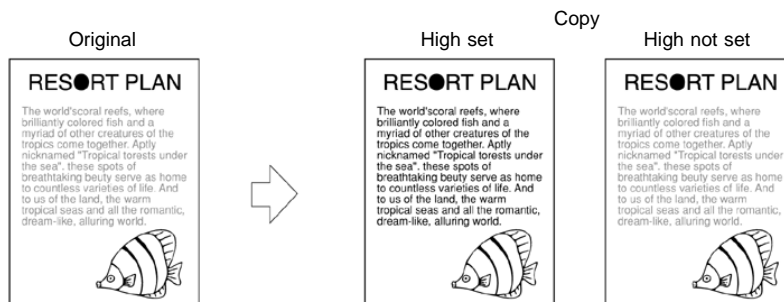 Copy
Original
High set
High not set
RESORT PLAN
The world'scoral reefs, where
brilliantly colored fish and a
myriad of other creatures of the
tropics come together. Aptly
nicknamed "Tropical torests under
the sea". these spots of
breathtaking beuty serve as home
to countless varieties of life. And
to us of the land, the warm
tropical seas and all the romantic,
dream-like, alluring world.
RESORT PLAN
The world'scoral reefs, where
brilliantly colored fish and a
myriad of other creatures of the
tropics come together. Aptly
nicknamed "Tropical torests under
the sea". these spots of
breathtaking beuty serve as home
to countless varieties of life. And
to us of the land, the warm
tropical seas and all the romantic,
dream-like, alluring world.
RESORT PLAN
The world'scoral reefs, where
brilliantly colored fish and a
myriad of other creatures of the
tropics come together. Aptly
nicknamed "Tropical torests under
the sea". these spots of
breathtaking beuty serve as home
to countless varieties of life. And
to us of the land, the warm
tropical seas and all the romantic,
dream-like, alluring world.